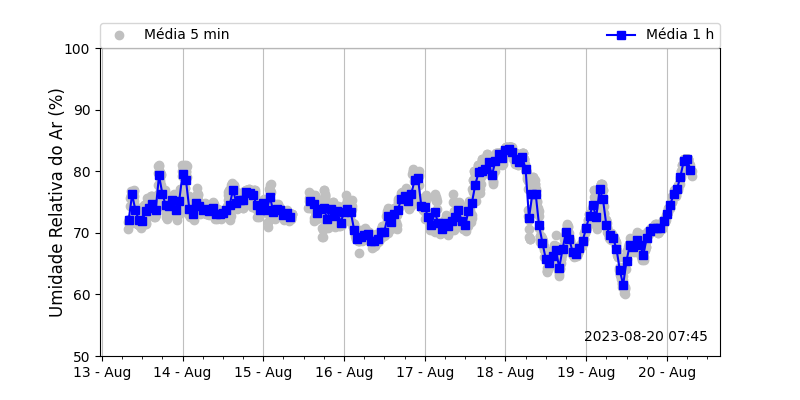 Média 5 min
Média 1 h
Umidade Relativa do Ar (%)
100
90
80
70
60
50
2023-08-20 07:45
13 - Aug
14 - Aug
15 - Aug
16 - Aug
17 - Aug
18 - Aug
19 - Aug
20 - Aug